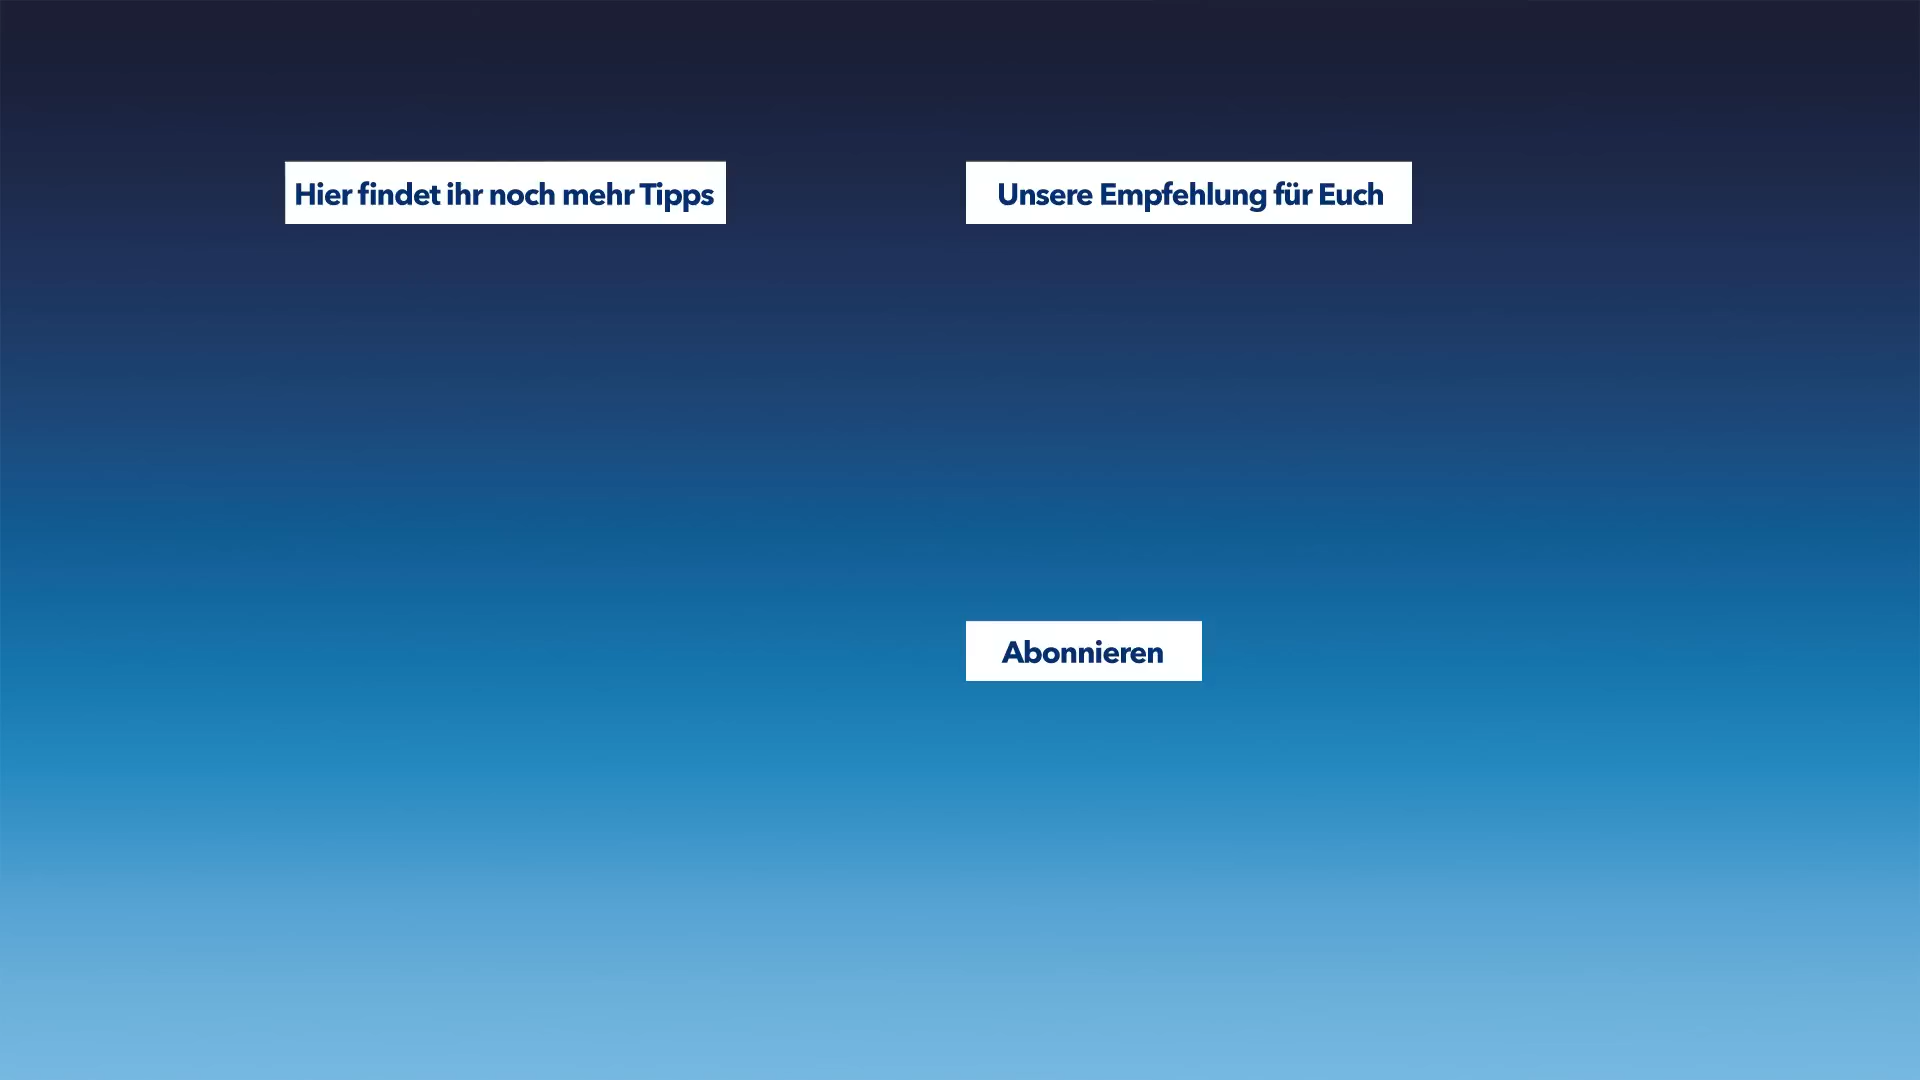 Hier findet ihr noch mehr Tipps
Unsere Empfehlung für Euch
Abonnieren